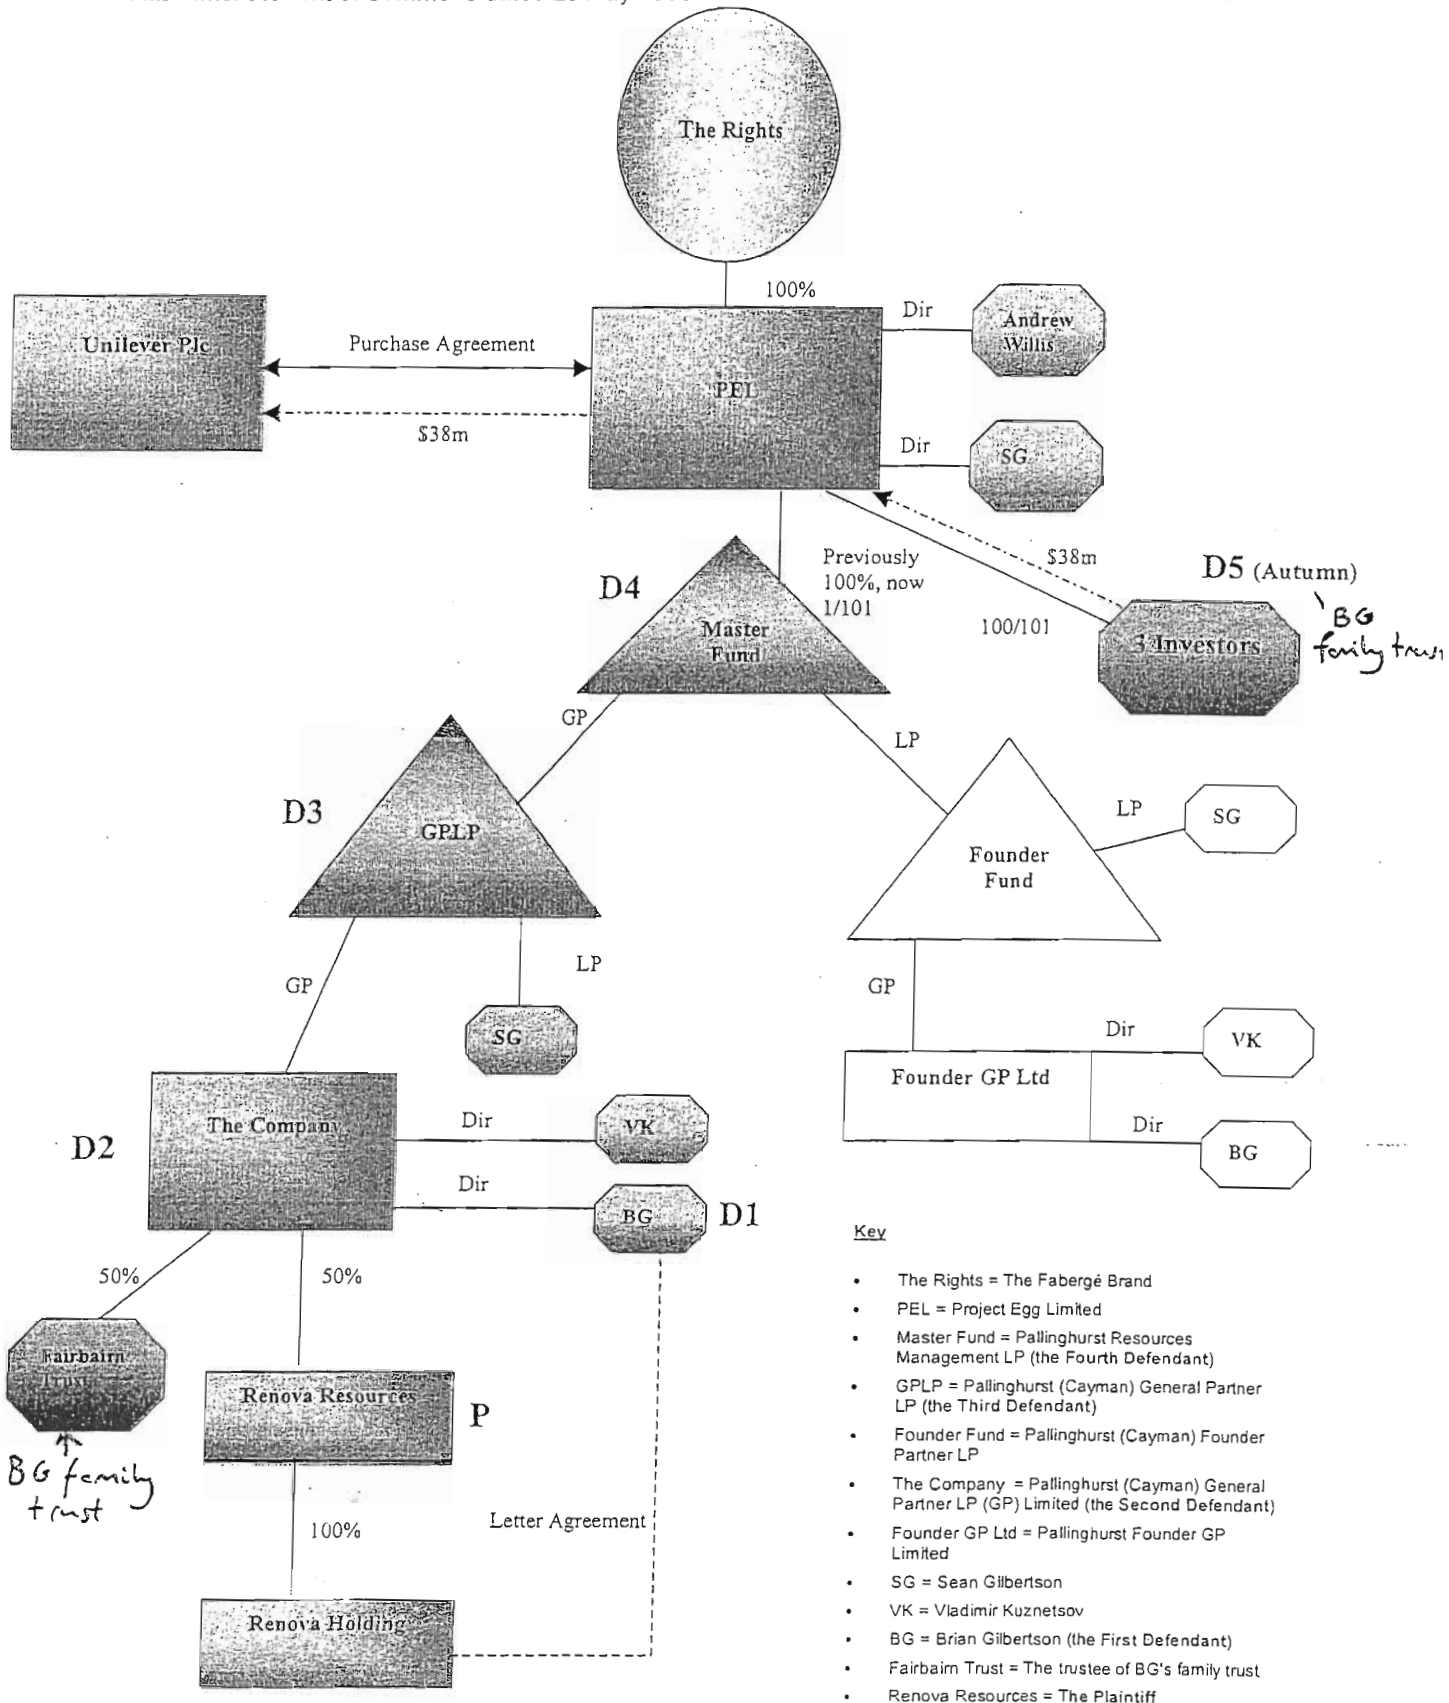 The Rights
100%
Unilever Plc
Purchase Agreement
$38m
PEL
Dir
Andrew
Willis
Dir
SG
Previously
100%, now
1/101
$38m
100/101
D5 (Autumn)
BG
family trust
3 Investors
D4
Master
Fund
GP
LP
D3
GPLP
LP
SG
Founder
Fund
GP
LP
SG
GP
Founder GP Ltd
Dir
VK
Dir
BG
D2
The Company
Dir
VK
Dir
BG
D1
50%
50%
Fairbairn
Trust
BG family
trust
Renova Resources
P
100%
Letter Agreement
Renova Holding
Key
• The Rights = The Fabergé Brand
• PEL = Project Egg Limited
• Master Fund = Pallinghurst Resources
Management LP (the Fourth Defendant)
• GPLP = Pallinghurst (Cayman) General Partner
LP (the Third Defendant)
• Founder Fund = Pallinghurst (Cayman) Founder
Partner LP
• The Company = Pallinghurst (Cayman) General
Partner LP (GP) Limited (the Second Defendant)
• Founder GP Ltd = Pallinghurst Founder GP
Limited
• SG = Sean Gilbertson
• VK = Vladimir Kuznetsov
• BG = Brian Gilbertson (the First Defendant)
• Fairbairn Trust = The trustee of BG's family trust
• Renova Resources = The Plaintiff